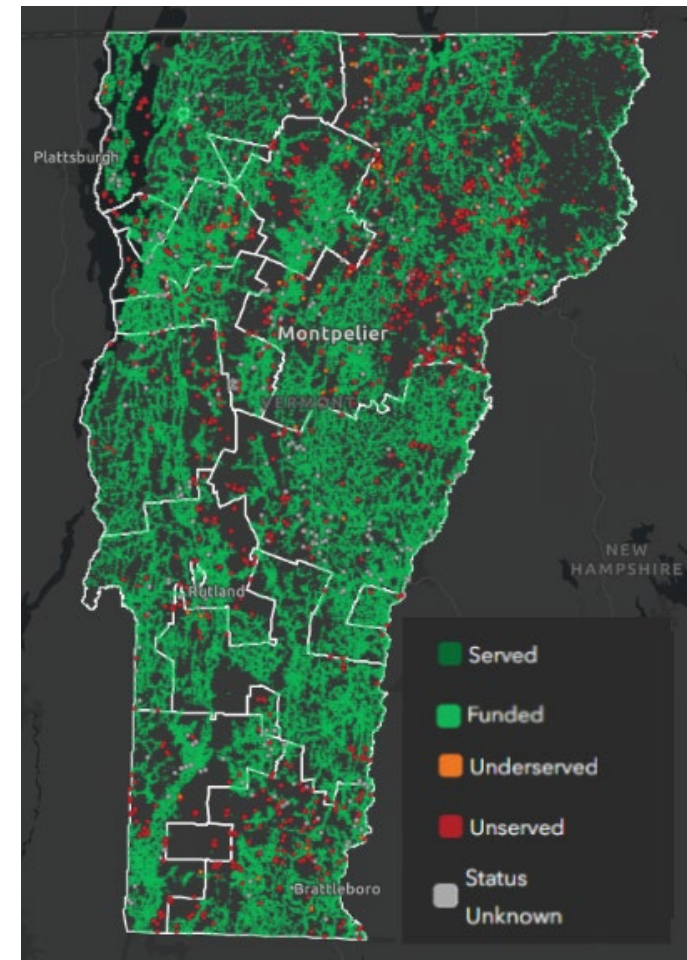 Plattsburgh
Montpelier
VERMONT
NEW
HAMPSHIRE
Rutland
Served
Funded
Underserved
Unserved
Brattleboro
Status
Unknown